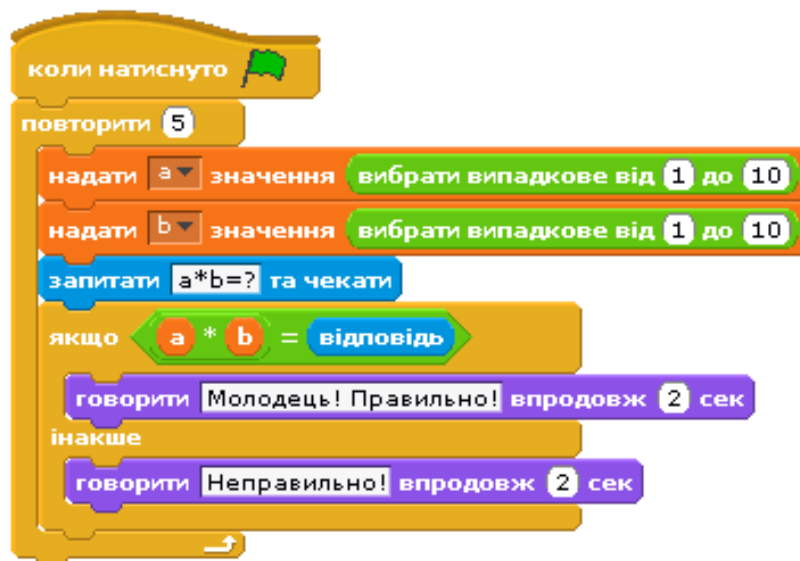 коли натиснуто
повторити 5
надати a значення вибрати випадкове від 1 до 10
надати b значення вибрати випадкове від 1 до 10
запитати a*b=? та чекати
якщо a * b = відповідь
говорити Молодець! Правильно! впродовж 2 сек
інакше
говорити Неправильно! впродовж 2 сек